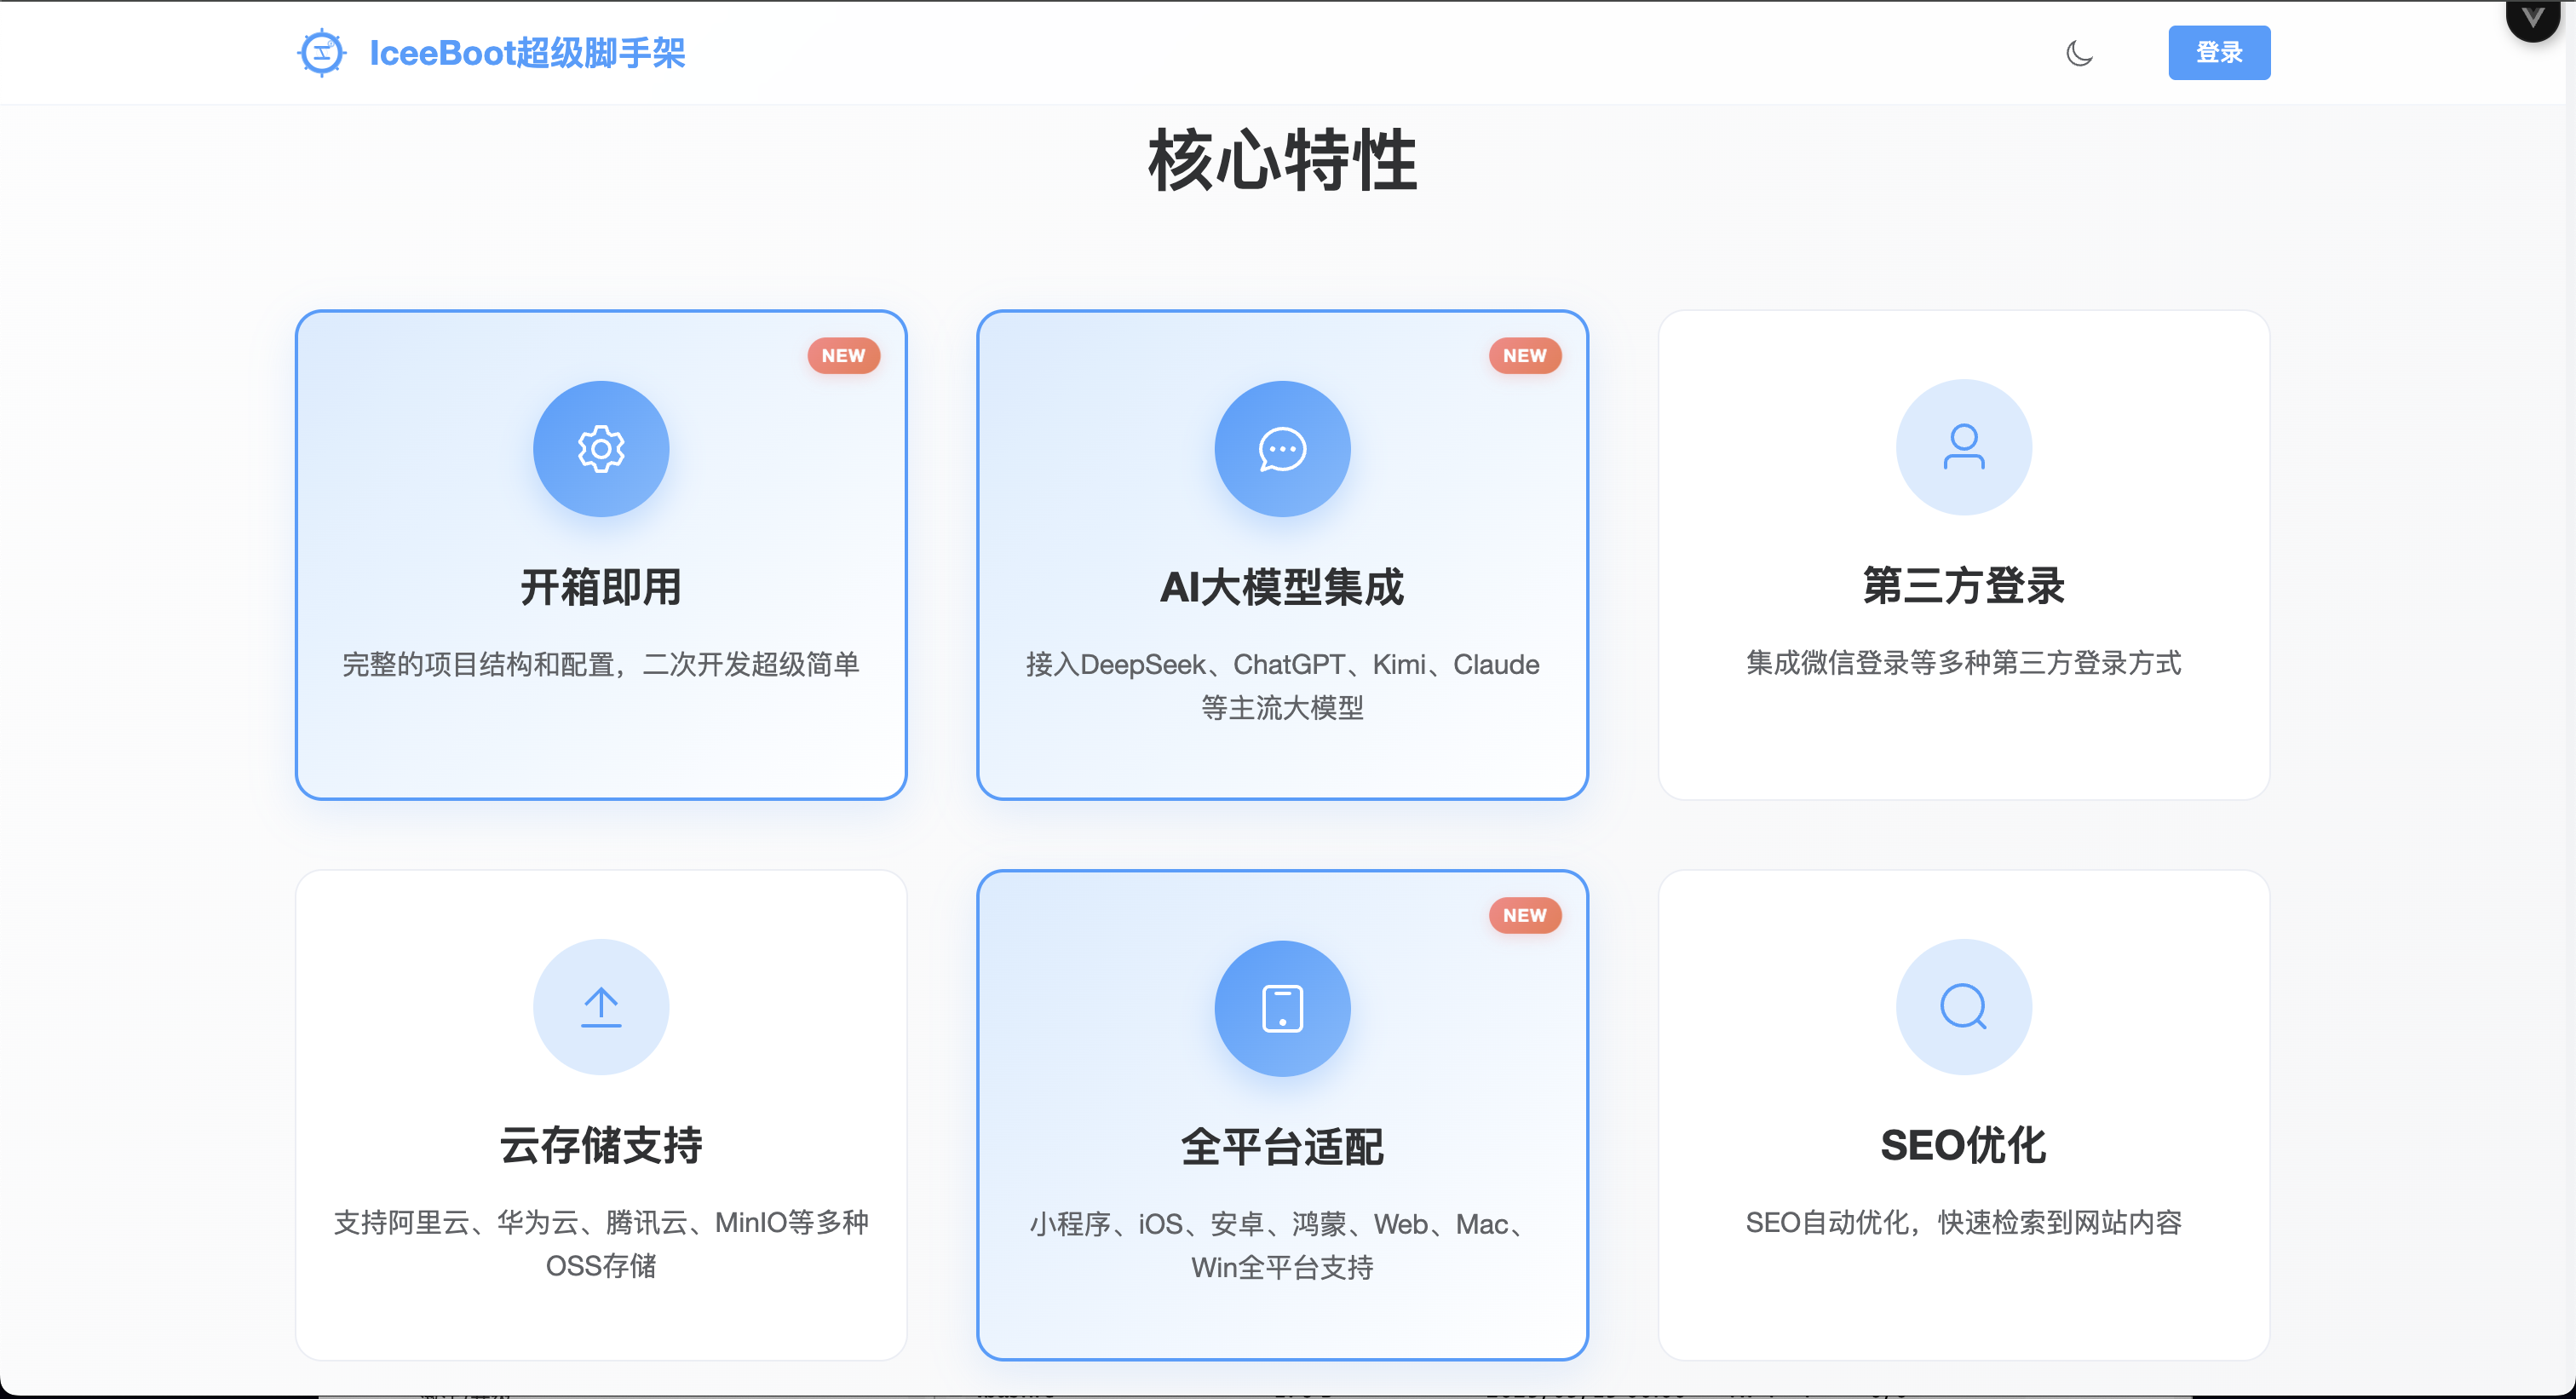 IceeBoot超级脚手架
登录
核心特性
NEW
开箱即用
完整的项目结构和配置，二次开发超级简单
NEW
AI大模型集成
接入DeepSeek、ChatGPT、Kimi、Claude
等主流大模型
第三方登录
集成微信登录等多种第三方登录方式
云存储支持
支持阿里云、华为云、腾讯云、MinIO等多种
OSS存储
NEW
全平台适配
小程序、iOS、安卓、鸿蒙、Web、Mac、
Win全平台支持
SEO优化
SEO自动优化，快速检索到网站内容